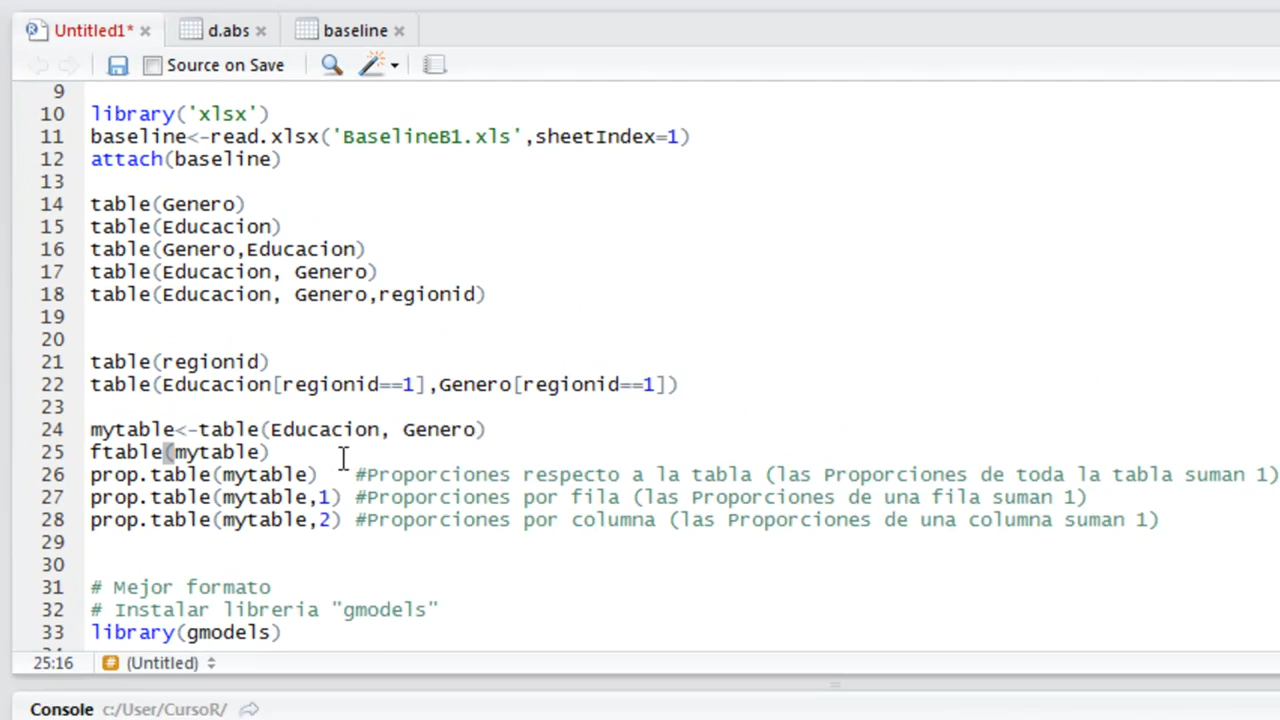 Untitled1* d.abs baseline
Source on Save
9
10 library('xlsx')
11 baseline<-read.xlsx('BaselineB1.xls',sheetIndex=1)
12 attach(baseline)
13
14 table(Genero)
15 table(Educacion)
16 table(Genero,Educacion)
17 table(Educacion, Genero)
18 table(Educacion, Genero,regionid)
19
20
21 table(regionid)
22 table(Educacion[regionid==1],Genero[regionid==1])
23
24 mytable<-table(Educacion, Genero)
25 ftable(mytable)
26 prop.table(mytable) #Proporciones respecto a la tabla (las Proporciones de toda la tabla suman 1)
27 prop.table(mytable,1) #Proporciones por fila (las Proporciones de una fila suman 1)
28 prop.table(mytable,2) #Proporciones por columna (las Proporciones de una columna suman 1)
29
30
31 # Mejor formato
32 # Instalar libreria "gmodels"
33 library(gmodels)
25:16 # (Untitled)
Console c:/User/CursoR/